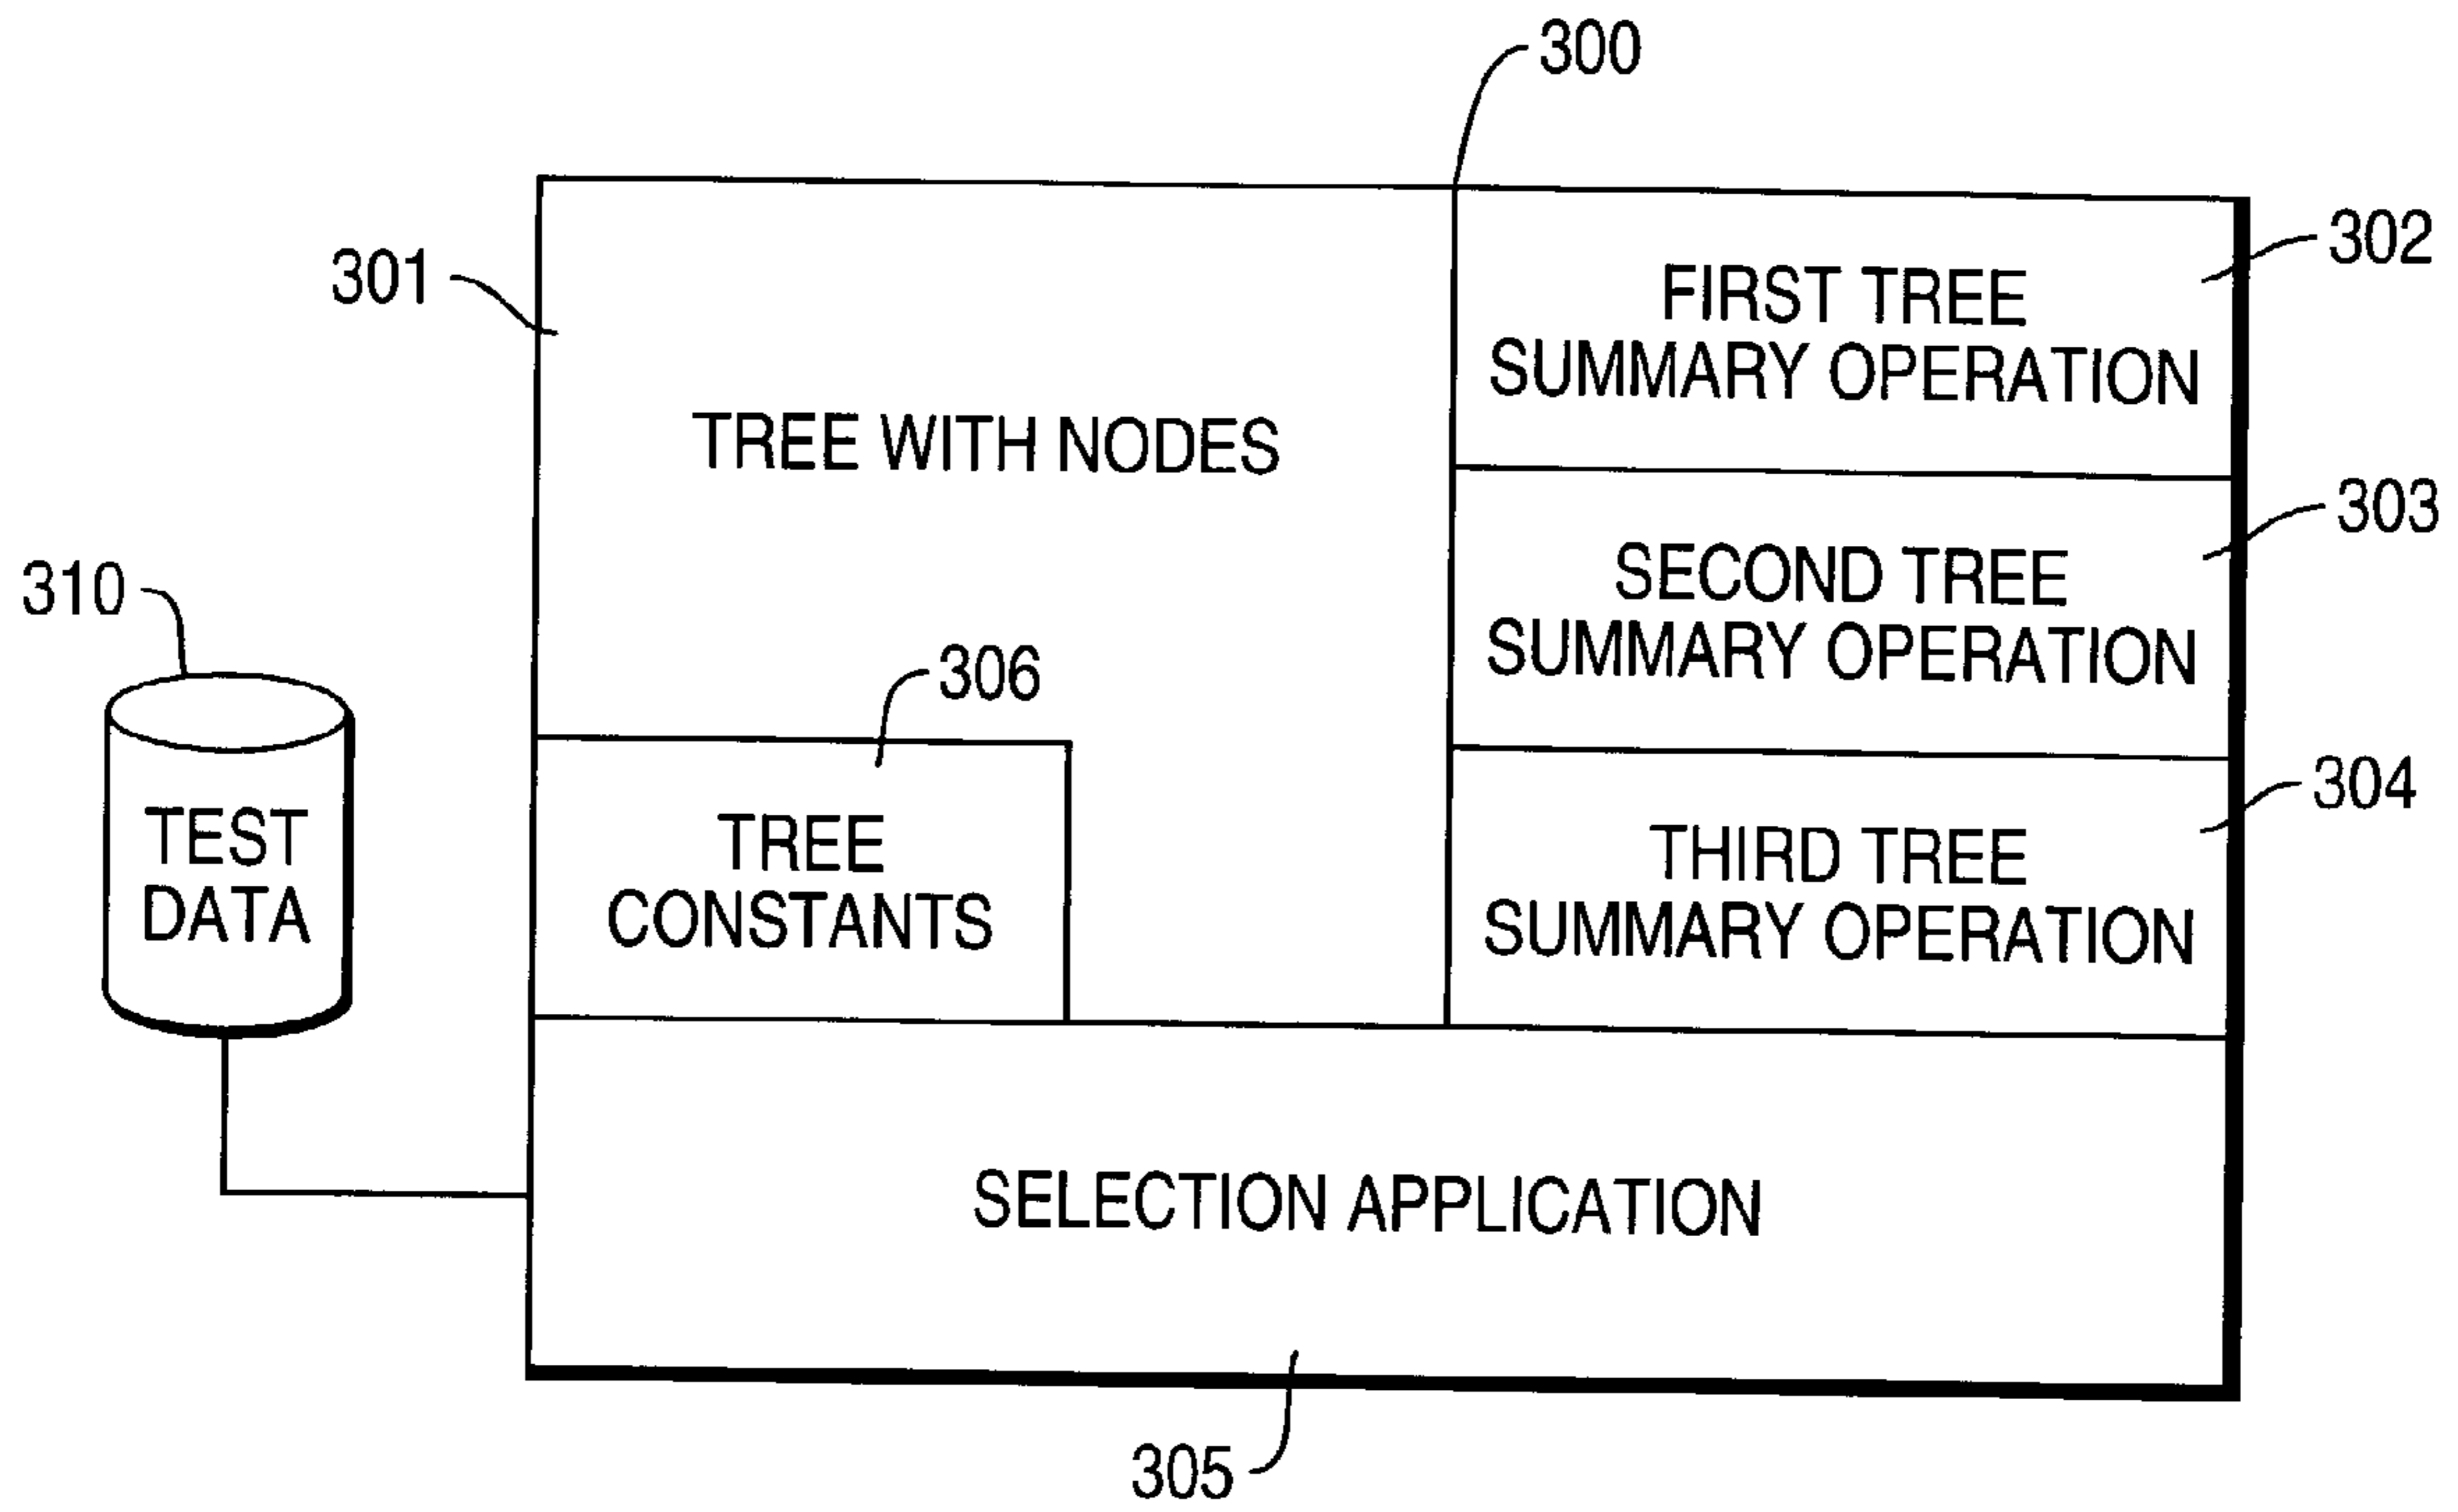 300
302
301
FIRST TREE
SUMMARY OPERATION
TREE WITH NODES
303
SECOND TREE
SUMMARY OPERATION
310
306
304
TEST
DATA
TREE
CONSTANTS
THIRD TREE
SUMMARY OPERATION
SELECTION APPLICATION
305